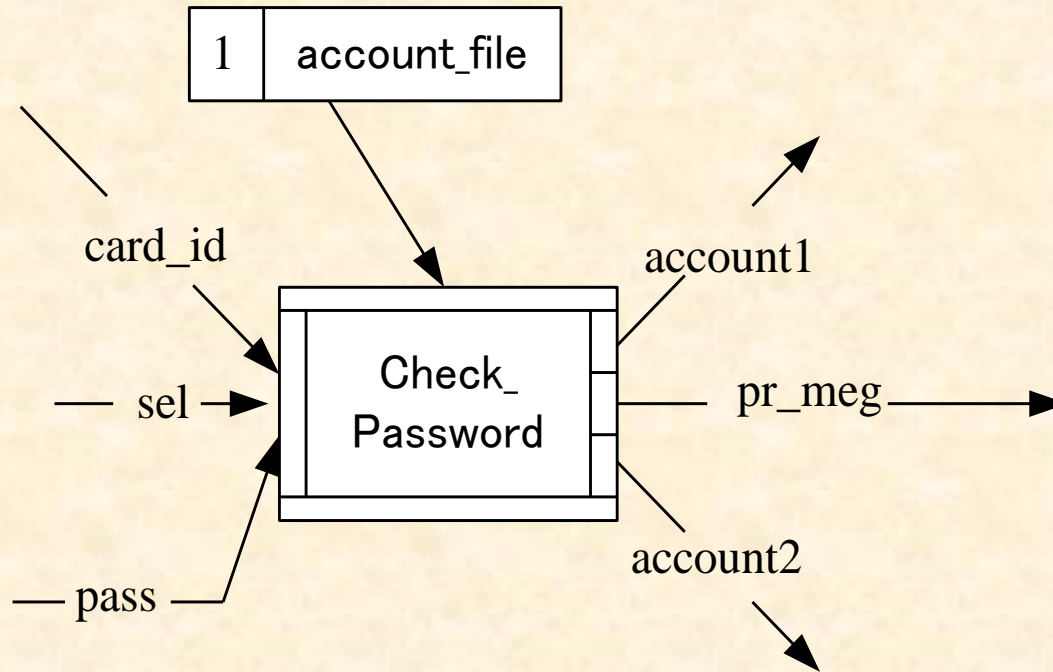 1 account_file
card_id
account1
sel
Check_
Password
pr_meg
account2
pass